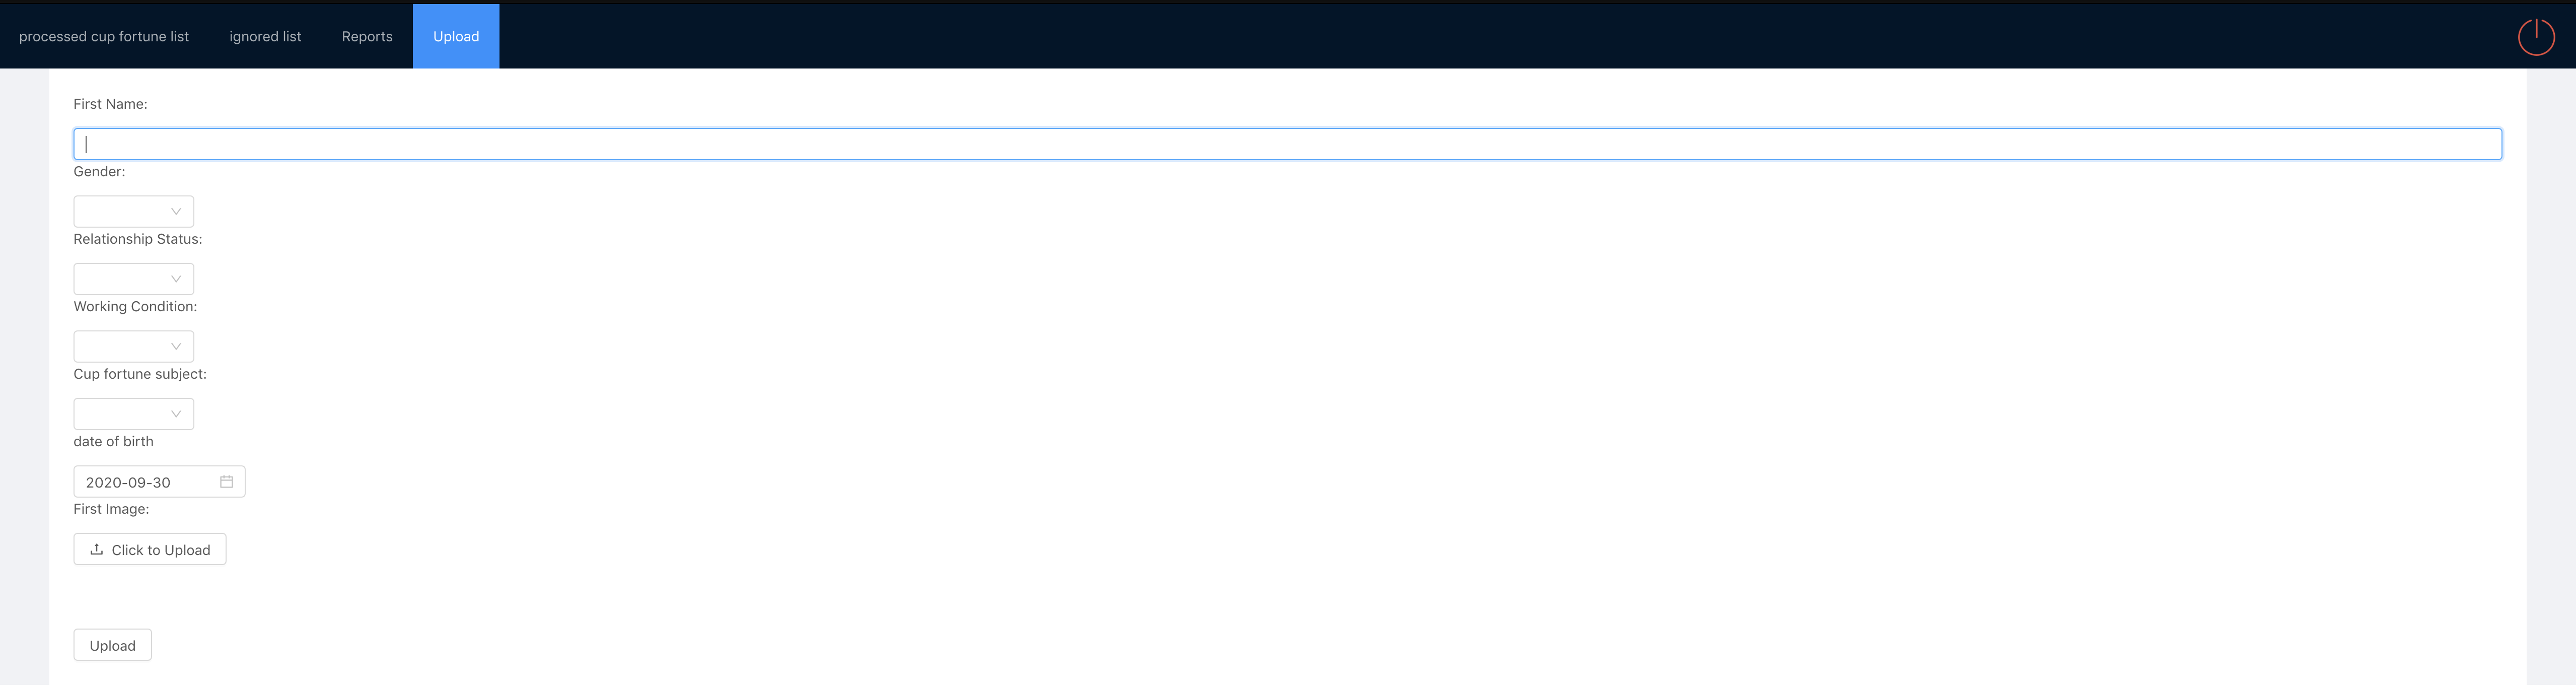 processed cup fortune list ignored list Reports Upload
First Name:
Gender:
Relationship Status:
Working Condition:
Cup fortune subject:
date of birth
2020-09-30
First Image:
Click to Upload
Upload